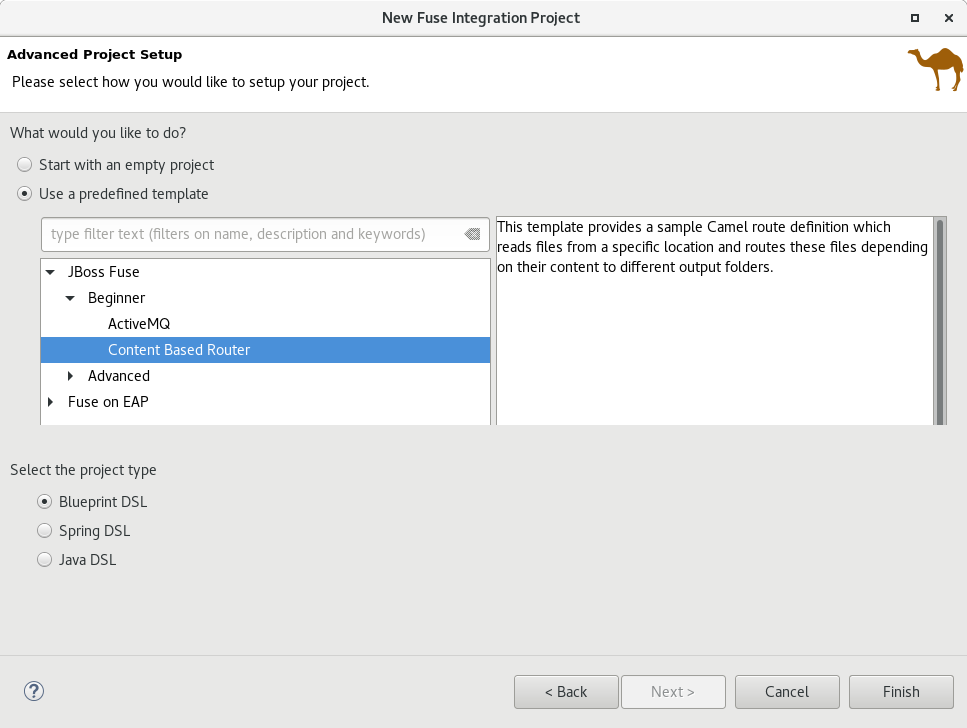 New Fuse Integration Project
Advanced Project Setup
Please select how you would like to setup your project.
What would you like to do?
Start with an empty project
Use a predefined template
type filter text (filters on name, description and keywords)
This template provides a sample Camel route definition which
reads files from a specific location and routes these files depending
on their content to different output folders.
JBoss Fuse
Beginner
ActiveMQ
Content Based Router
Advanced
Fuse on EAP
Select the project type
Blueprint DSL
Spring DSL
Java DSL
?
< Back
Next >
Cancel
Finish